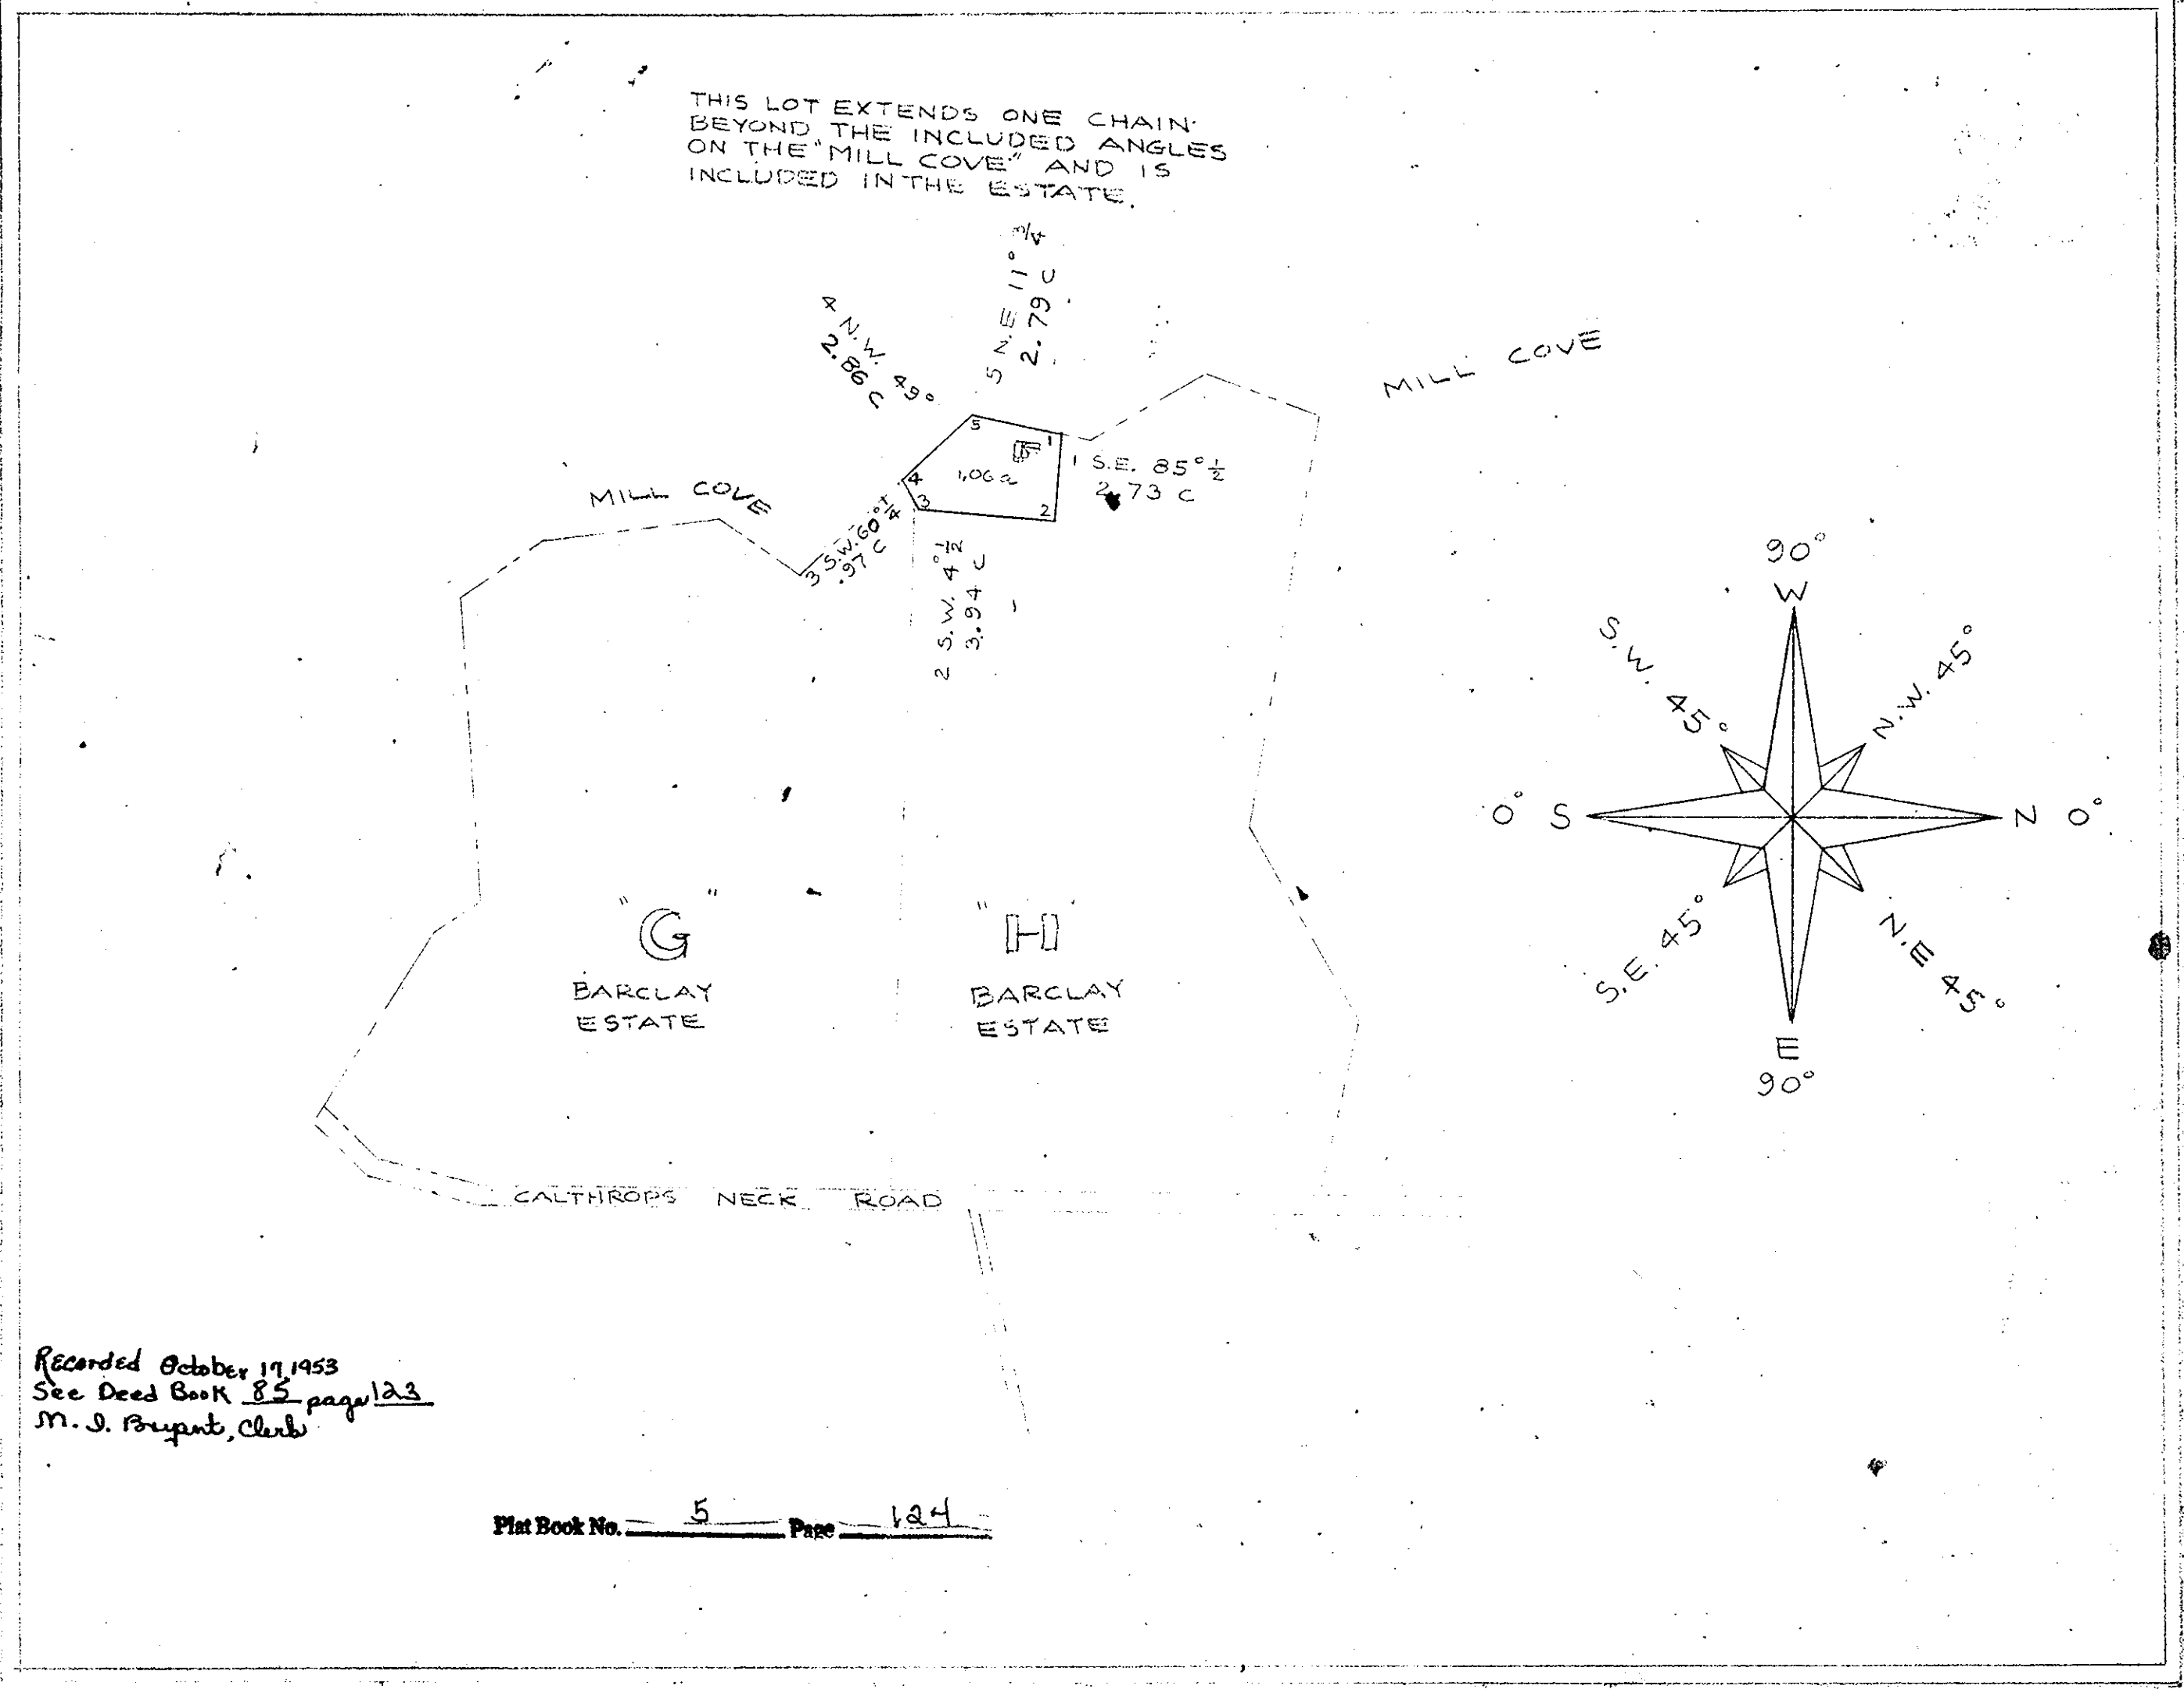 THIS LOT EXTENDS ONE CHAIN
BEYOND THE INCLUDED ANGLES
ON THE "MILL COVE" AND IS
INCLUDED IN THE ESTATE.
5 N.E 11° 3/4
2.79 C
4 N.W. 49°
2.86 C
MILL COVE
5
1
1 S.E. 85° 1/2
2.73 C
4
1,06 a
3
2
MILL COVE
3 S.W. 60° 1/4
.97 C
2 S.W. 4° 1/2
3.94 C
90°
W
S.W. 45°
N.W. 45°
0° S
N 0°
S.E. 45°
N.E 45°
E
90°
"G"
BARCLAY
ESTATE
"H"
BARCLAY
ESTATE
CALTHROPS NECK ROAD
Recorded October 17, 1953
See Deed Book 85 page 123
M. I. Bryant, Clerk
Plat Book No. 5 Page 124